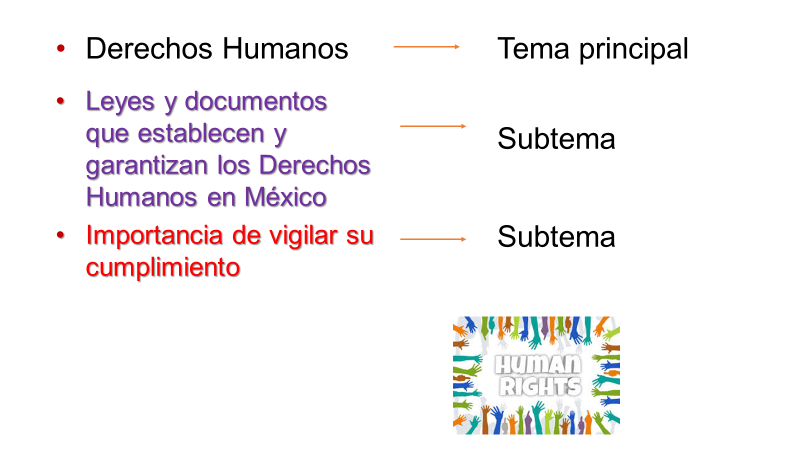 • Derechos Humanos Tema principal
• Leyes y documentos
que establecen y
garantizan los Derechos
Humanos en México
Subtema
• Importancia de vigilar su
cumplimiento
Subtema
HUMAN
RIGHTS